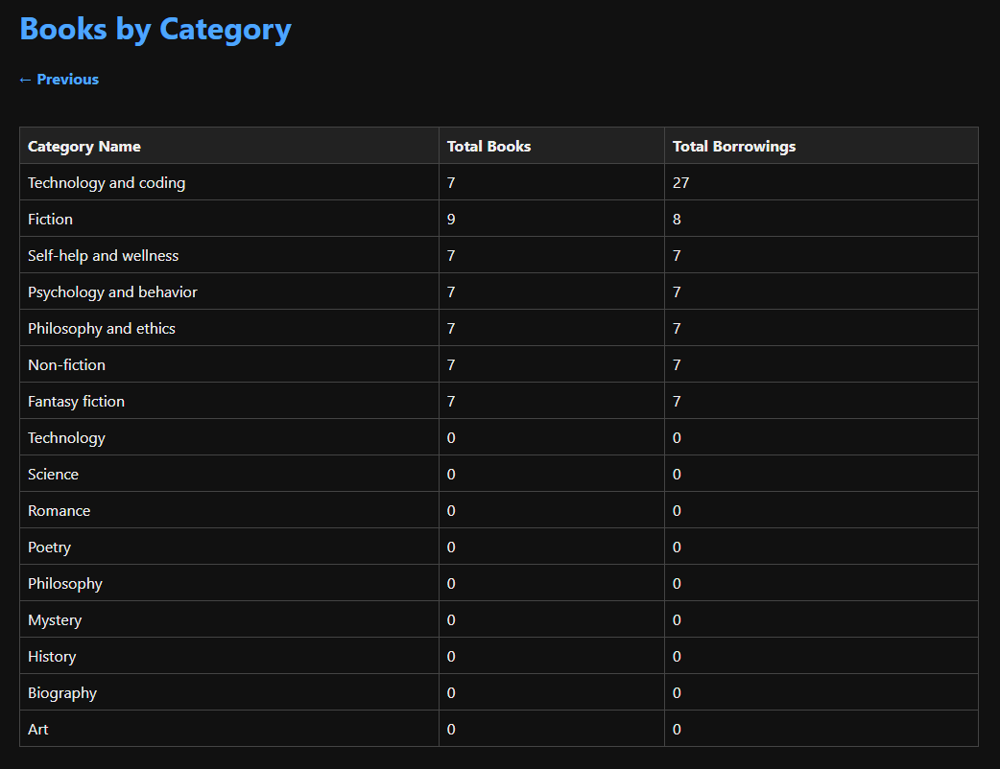 Books by Category
← Previous
Category Name Total Books Total Borrowings
Technology and coding 7 27
Fiction 9 8
Self-help and wellness 7 7
Psychology and behavior 7 7
Philosophy and ethics 7 7
Non-fiction 7 7
Fantasy fiction 7 7
Technology 0 0
Science 0 0
Romance 0 0
Poetry 0 0
Philosophy 0 0
Mystery 0 0
History 0 0
Biography 0 0
Art 0 0